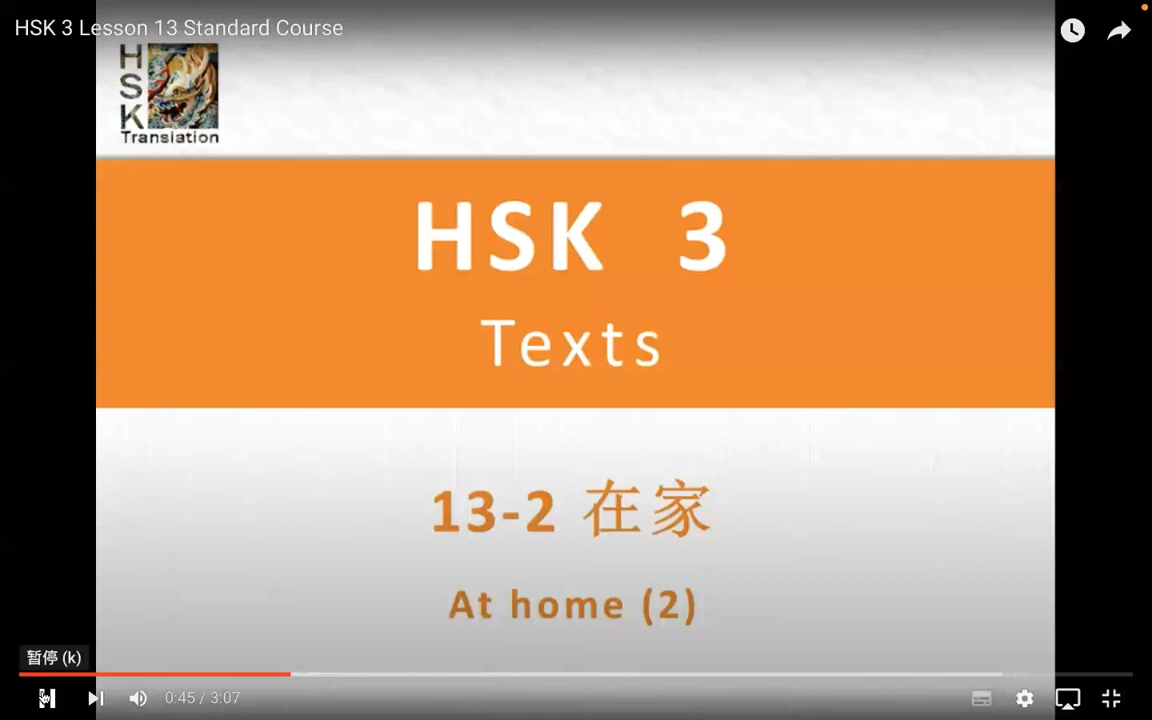 HSK 3 Lesson 13 Standard Course
H
S
K
Translation
HSK 3
Texts
13-2 在家
At home (2)
暂停 (k)
0:45 / 3:07